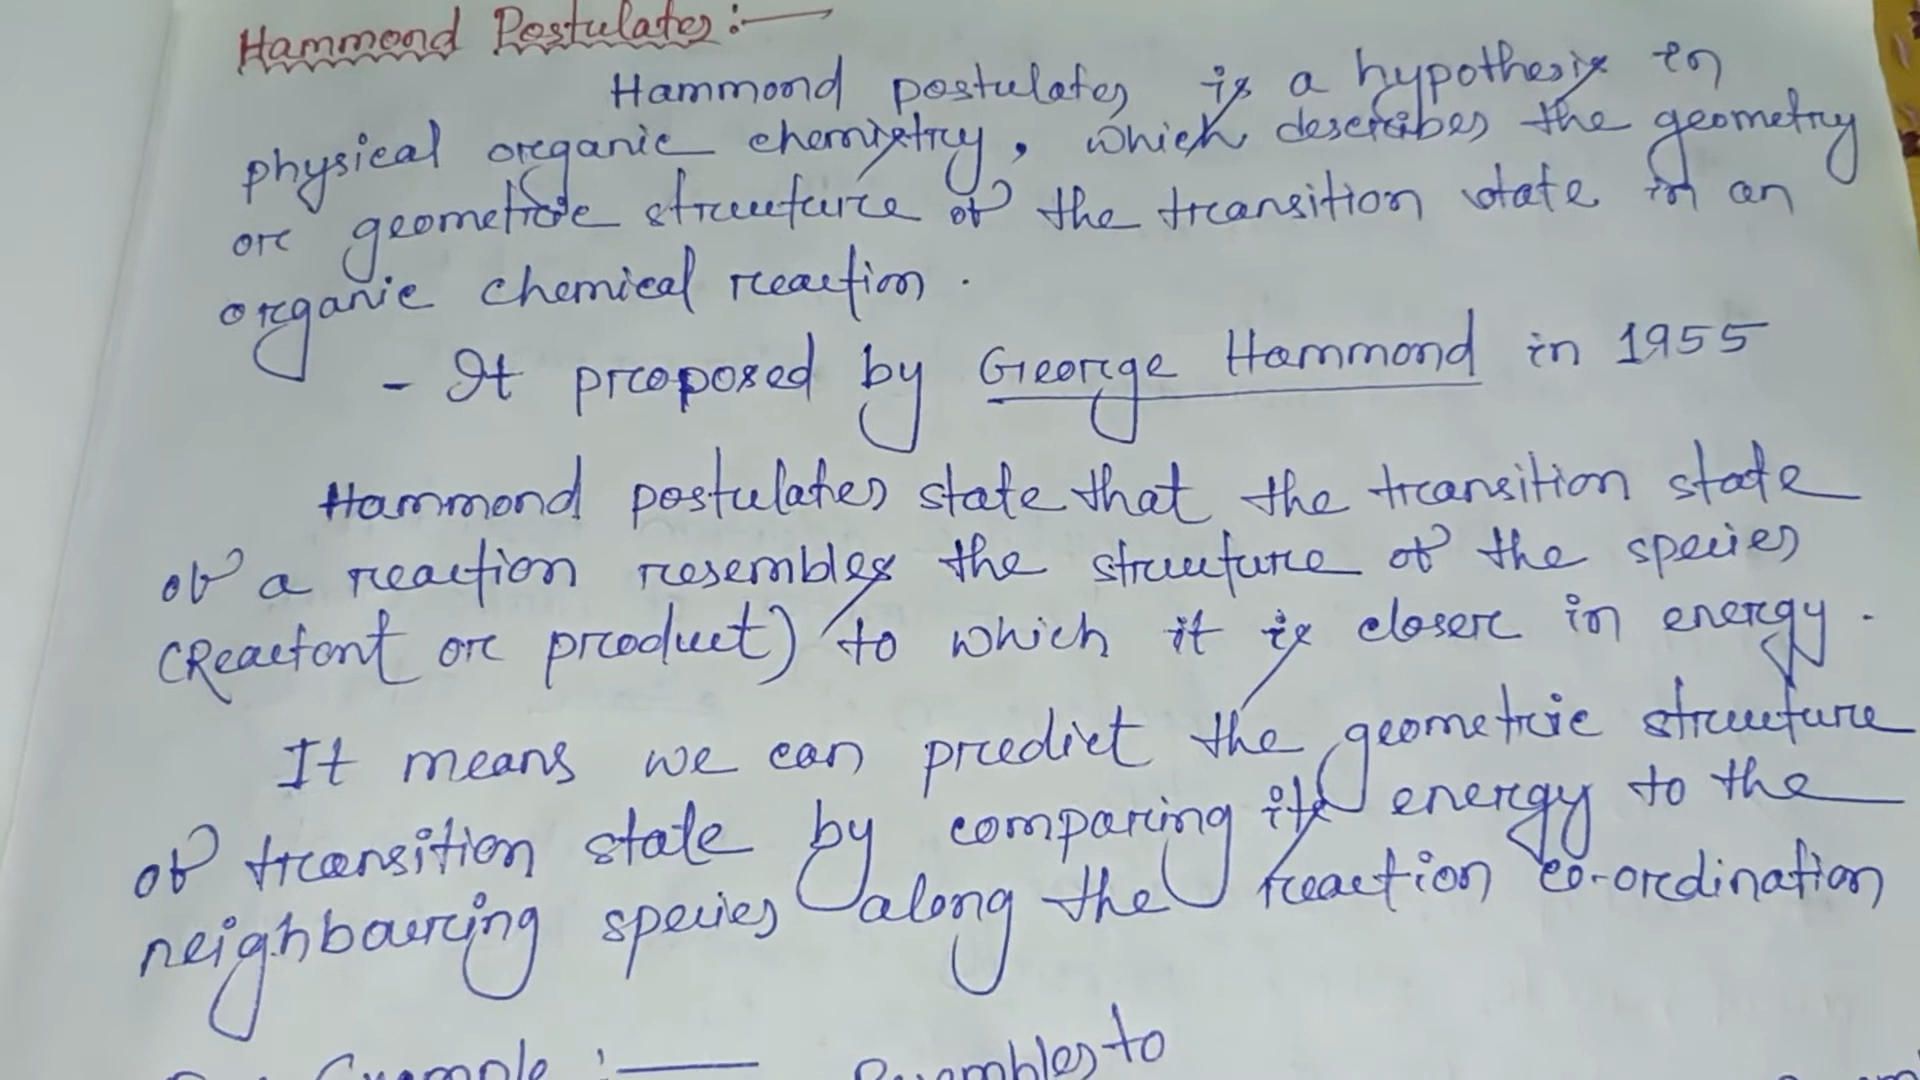 Hammond Postulates :—
Hammond postulates is a hypothesis in
physical organic chemistry, which describes the geometry
or geometric structure of the transition state in an
organic chemical reaction.
- It proposed by George Hammond in 1955
Hammond postulates state that the transition state
of a reaction resembles the structure of the species
(Reactant or product) to which it is closer in energy.
It means we can predict the geometric structure
of transition state by comparing its energy to the
neighbouring species along the reaction co-ordination
Example :—
Resembles to